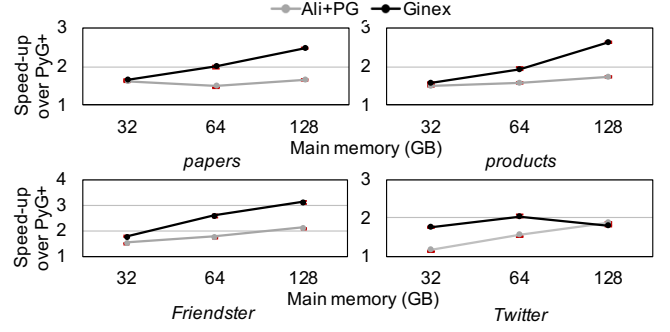 Ali+PG Ginex
Speed-up over PyG+
3
2
1
32 64 128
papers
3
2
1
32 64 128
products
Main memory (GB)
Speed-up over PyG+
4
3
2
1
32 64 128
Friendster
3
2
1
32 64 128
Twitter
Main memory (GB)